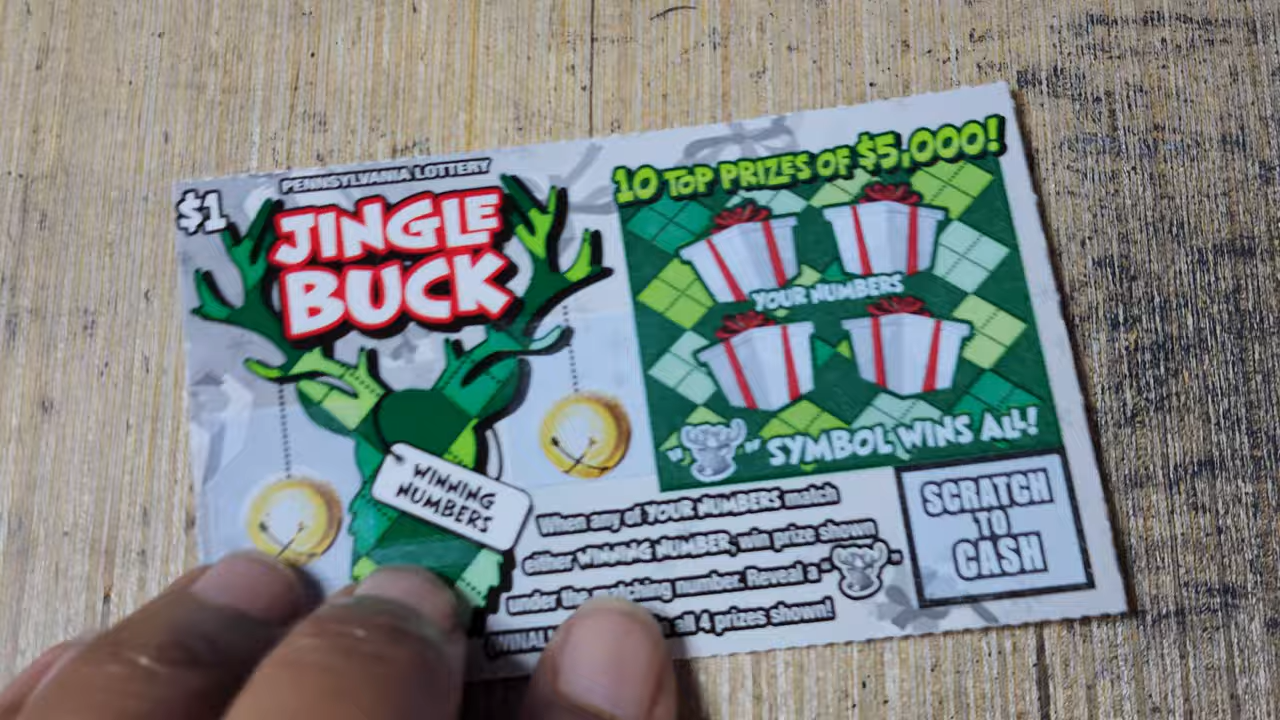 $1
PENNSYLVANIA LOTTERY
JINGLE
BUCK
WINNING
NUMBERS
10 TOP PRIZES OF $5,000!
YOUR NUMBERS
" " SYMBOL WINS ALL!
When any of YOUR NUMBERS match
either WINNING NUMBER, win prize shown
under the matching number. Reveal a " "
(WINALL) all 4 prizes shown!
SCRATCH
TO
CASH